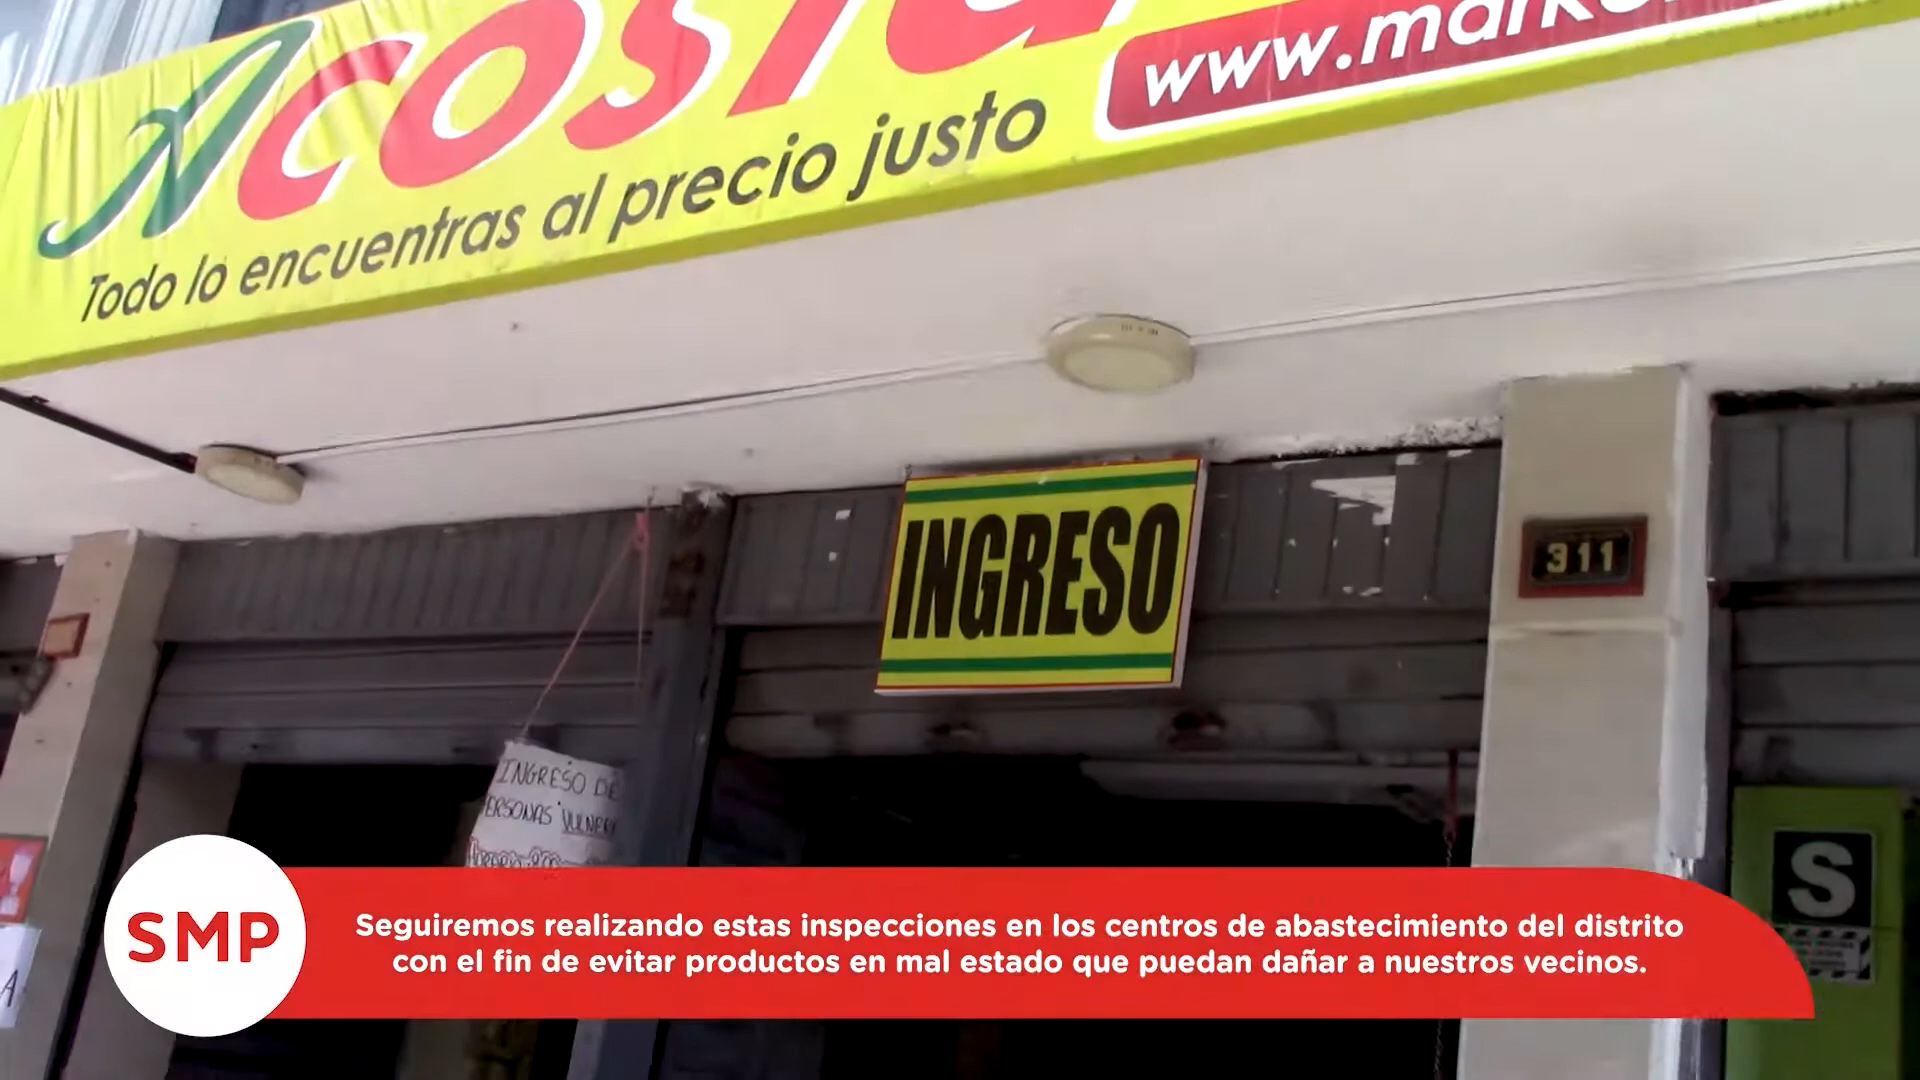 Acosta
www.mark
Todo lo encuentras al precio justo
INGRESO
311
INGRESO DE
PERSONAS VULNER
S
A
SMP
Seguiremos realizando estas inspecciones en los centros de abastecimiento del distrito
con el fin de evitar productos en mal estado que puedan dañar a nuestros vecinos.